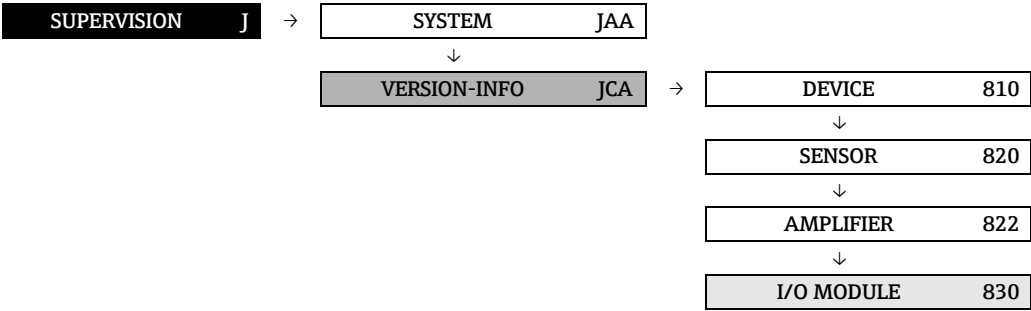 SUPERVISION J → SYSTEM JAA
↓
VERSION-INFO JCA → DEVICE 810
↓
SENSOR 820
↓
AMPLIFIER 822
↓
I/O MODULE 830